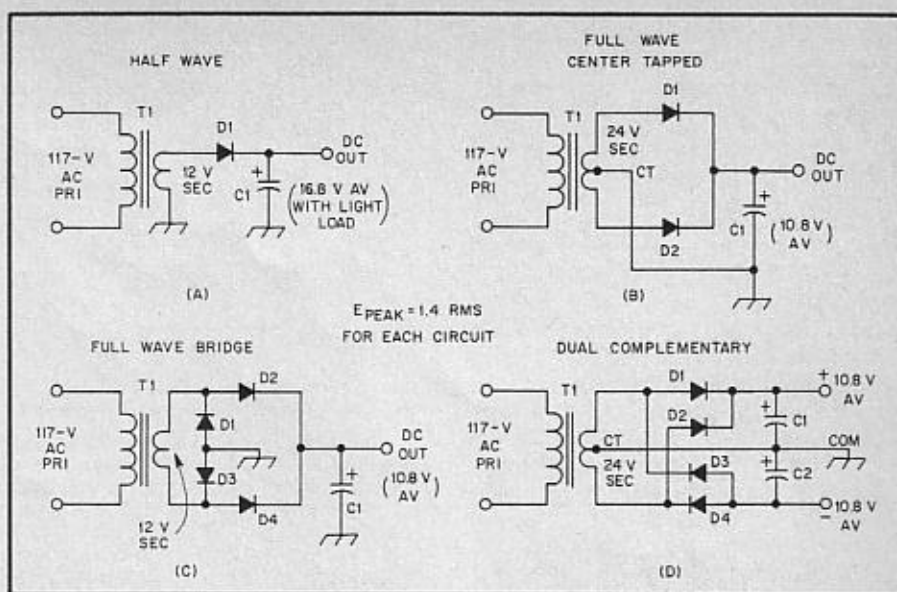 HALF WAVE
T1
D1
117-V
AC
PRI
12 V
SEC
+
C1
DC
OUT
(16.8 V AV
WITH LIGHT
LOAD)
(A)
FULL WAVE
CENTER TAPPED
T1
D1
24 V
SEC
117-V
AC
PRI
CT
D2
DC
OUT
+
C1
(10.8 V
AV)
(B)
EPEAK = 1.4 RMS
FOR EACH CIRCUIT
FULL WAVE BRIDGE
T1
D2
D1
117-V
AC
PRI
D3
D4
12 V
SEC
DC
OUT
+
C1
(10.8 V
AV)
(C)
DUAL COMPLEMENTARY
T1
D1
D2
117-V
AC
PRI
CT
24 V
SEC
D3
D4
+
C1
+
C2
+ 10.8 V
AV
COM
- 10.8 V
AV
(D)